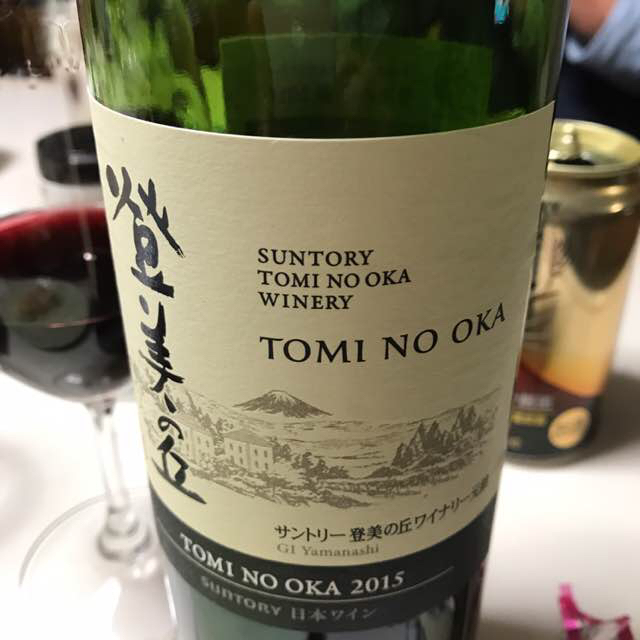 登美の丘
SUNTORY
TOMI NO OKA
WINERY
TOMI NO OKA
サントリー 登美の丘ワイナリー
GI Yamanashi
TOMI NO OKA 2015
SUNTORY 日本ワイン